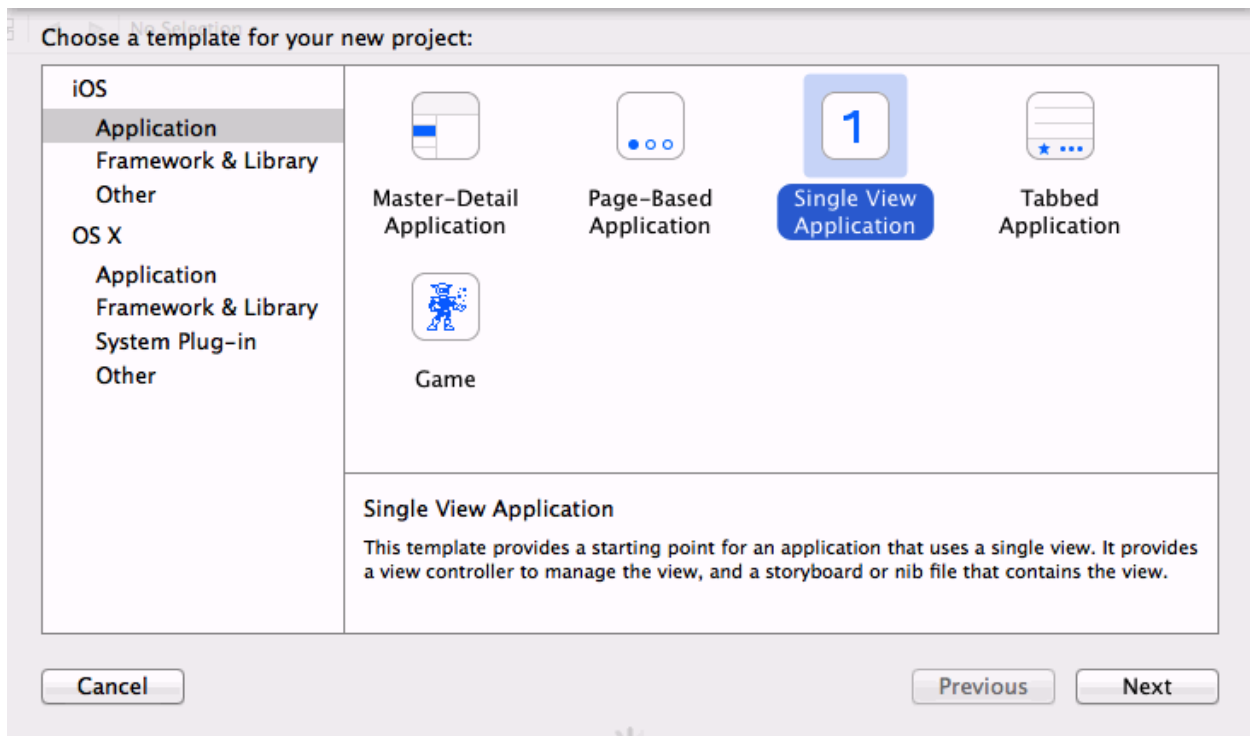 No Selection
Choose a template for your new project:
iOS
Application
Framework & Library
Other
OS X
Application
Framework & Library
System Plug-in
Other
Master-Detail
Application
Page-Based
Application
1
Single View
Application
Tabbed
Application
Game
Single View Application
This template provides a starting point for an application that uses a single view. It provides
a view controller to manage the view, and a storyboard or nib file that contains the view.
Cancel
Previous
Next